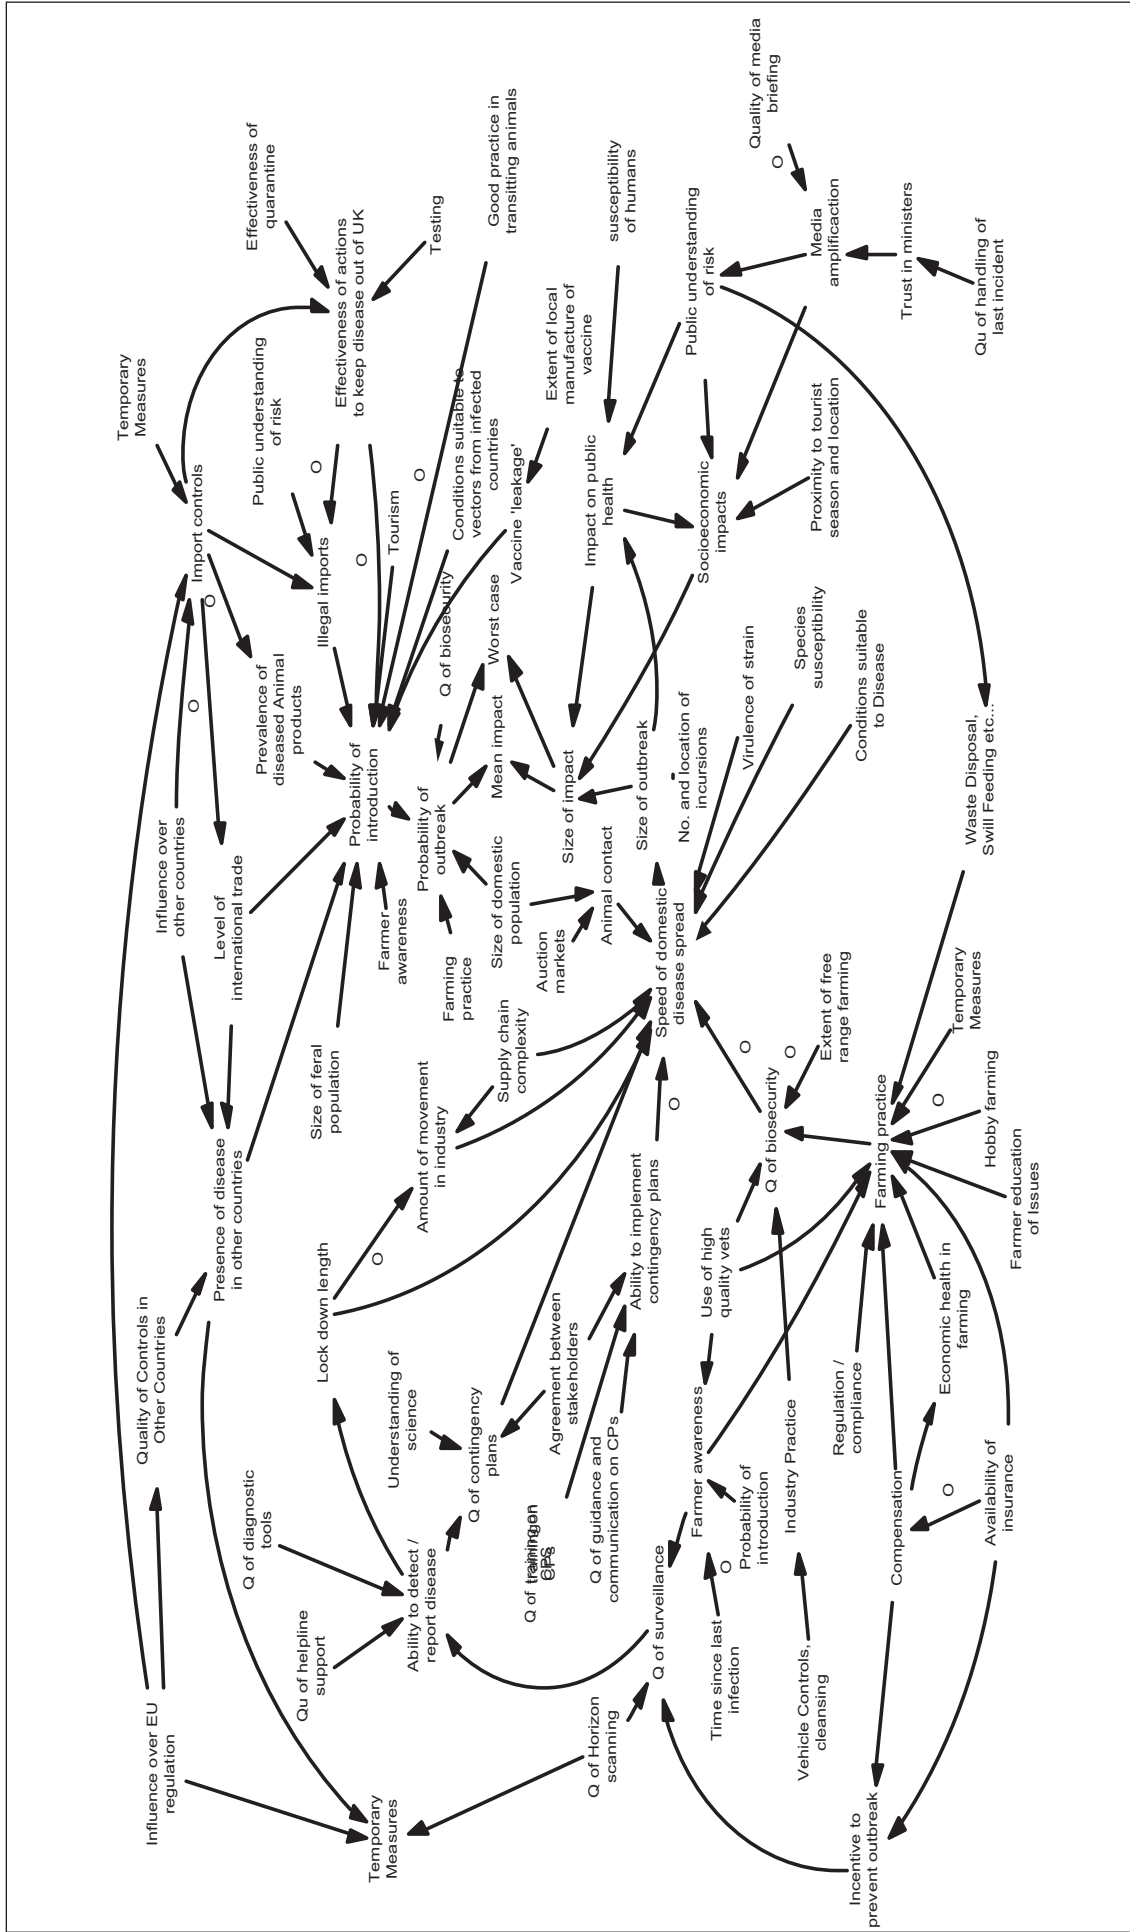 Influence over EU
regulation
Quality of Controls in
Other Countries
Temporary
Measures
Import controls
O
Influence over
other countries
O
Presence of disease
in other countries
Level of
international trade
Prevalence of
diseased Animal
products
Public understanding
of risk
Effectiveness of
quarantine
Illegal imports
O
Effectiveness of actions
to keep disease out of UK
Testing
Q of diagnostic
tools
Qu of helpline
support
Temporary
Measures
Lock down length
O
Size of feral
population
Probability of
introduction
O
Tourism
O
Farmer
awareness
Conditions suitable to
vectors from infected
countries
Good practice in
transitting animals
Ability to detect /
report disease
Understanding of
science
Amount of movement
in industry
Farming
practice
Probability of
outbreak
Q of biosecurity
Q of contingency
plans
Supply chain
complexity
Size of domestic
population
Mean impact
Worst case
Vaccine 'leakage'
Extent of local
manufacture of
vaccine
Agreement between
stakeholders
Auction
markets
Size of impact
Impact on public
health
susceptibility
of humans
Q of training on
CPs
Q of guidance and
communication on CPs
Animal contact
Q of Horizon
scanning
Ability to implement
contingency plans
O
Speed of domestic
disease spread
Size of outbreak
No. and location of
incursions
Q of surveillance
Farmer awareness
Use of high
quality vets
Socioeconomic
impacts
Public understanding
of risk
Time since last
infection
O
Probability of
introduction
O
Virulence of strain
Quality of media
briefing
O
Vehicle Controls,
cleansing
Industry Practice
Q of biosecurity
O
Extent of free
range farming
Species
susceptibility
Proximity to tourist
season and location
Media
amplificaction
Incentive to
prevent outbreak
Regulation /
compliance
Farming practice
Conditions suitable
to Disease
Compensation
O
Economic health in
farming
O
Temporary
Measures
Trust in ministers
Availability of
insurance
Farmer education
of Issues
Hobby farming
Waste Disposal,
Swill Feeding etc...
Qu of handling of
last incident